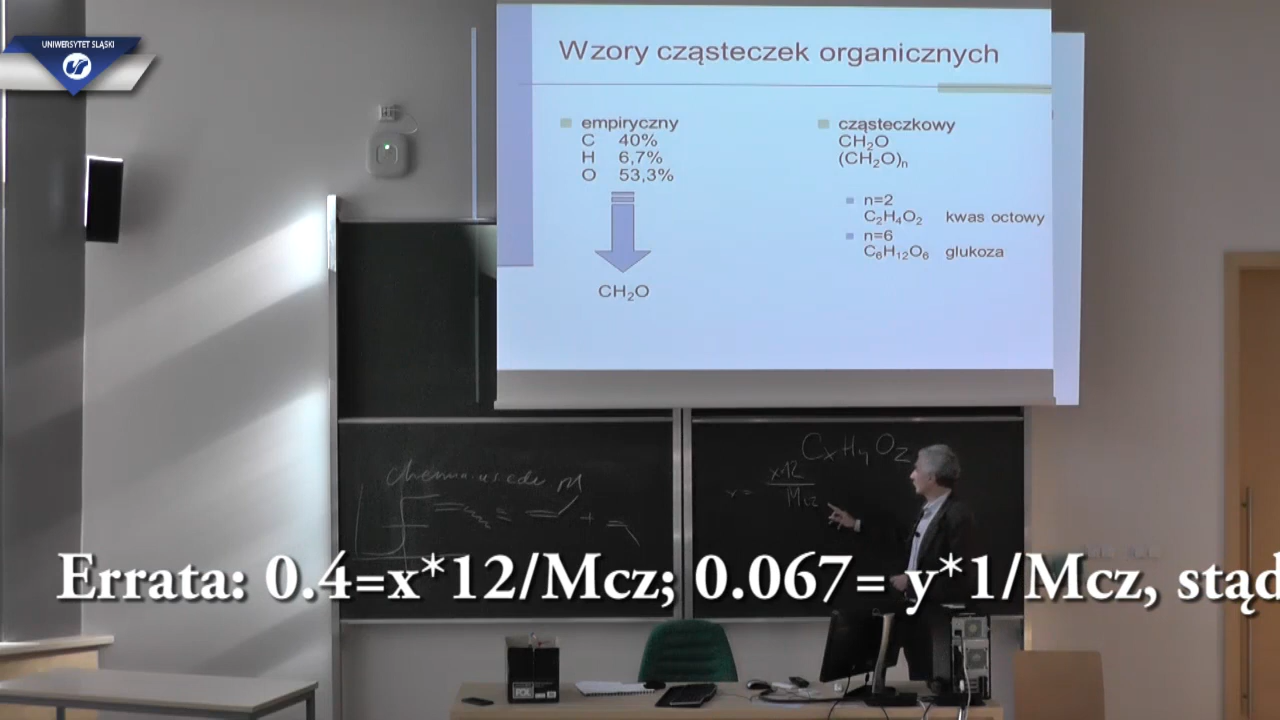 UNIWERSYTET ŚLĄSKI
Wzory cząsteczek organicznych
empiryczny
C 40%
H 6,7%
O 53,3%
CH₂O
cząsteczkowy
CH₂O
(CH₂O)ₙ
n=2
C₂H₄O₂ kwas octowy
n=6
C₆H₁₂O₆ glukoza
CxHyOz
x = x·12
Mcz
Errata: 0.4=x*12/Mcz; 0.067= y*1/Mcz, stąd